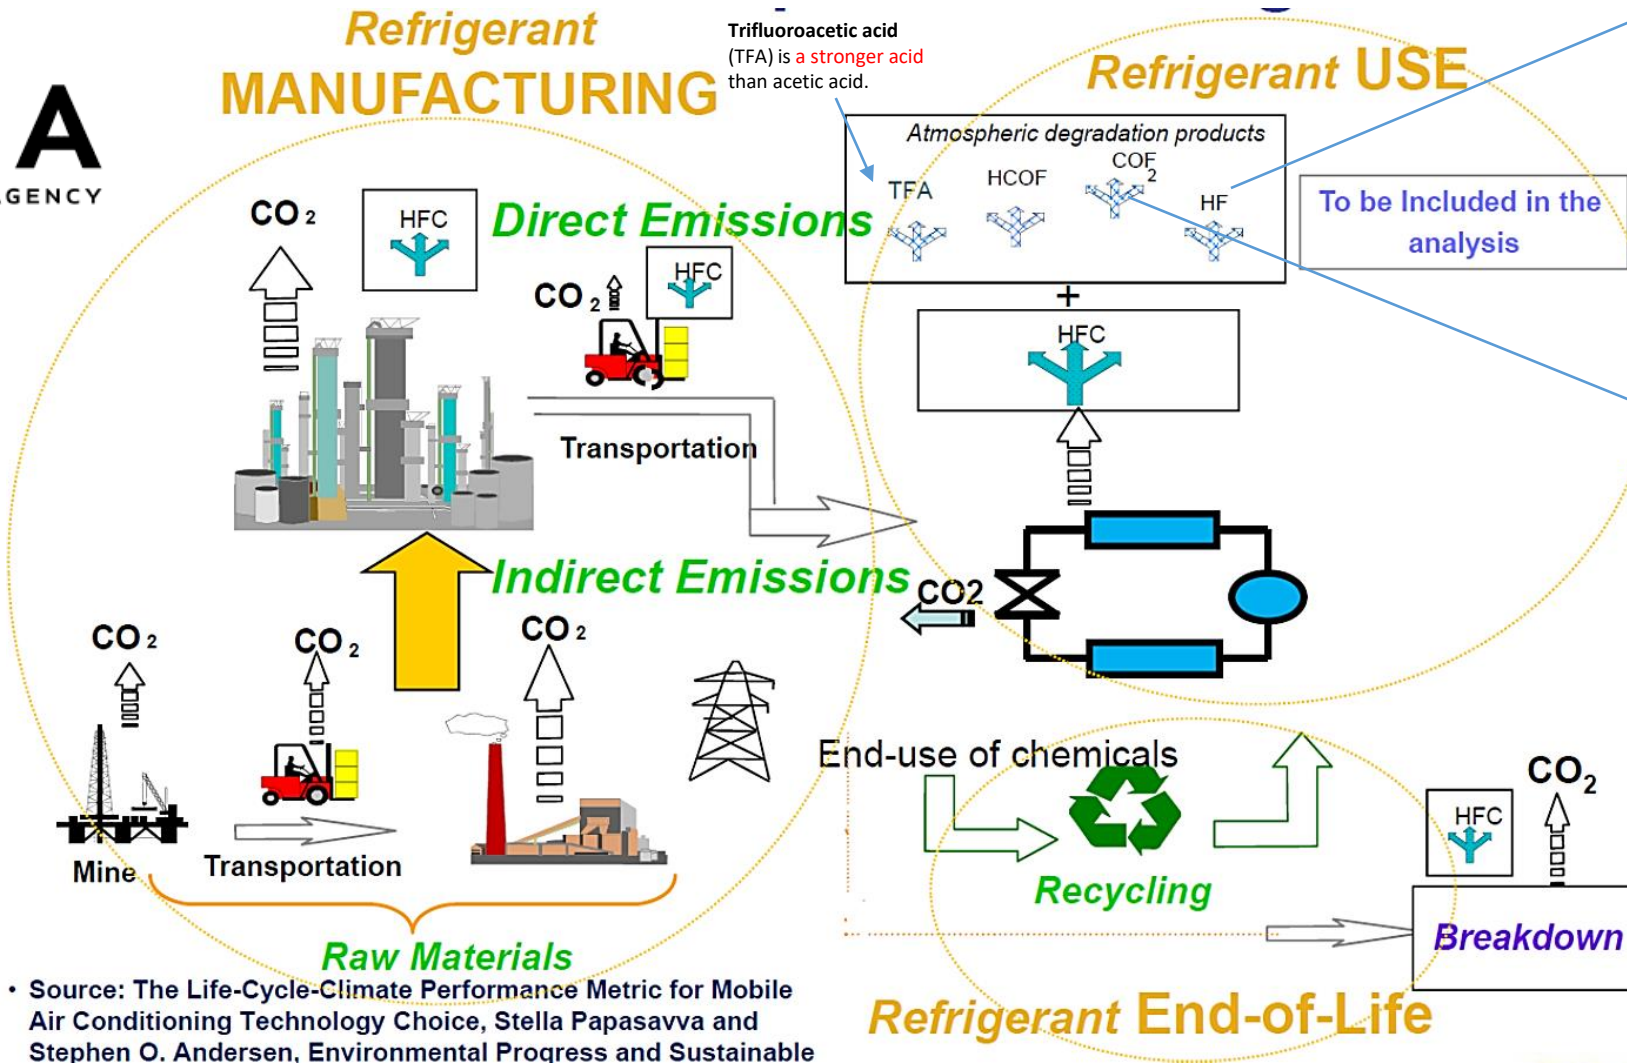 Refrigerant
MANUFACTURING
Trifluoroacetic acid
(TFA) is a stronger acid
than acetic acid.
Refrigerant USE
A
AGENCY
Atmospheric degradation products
TFA
HCOF
COF2
HF
To be Included in the
analysis
CO2
HFC
Direct Emissions
CO2
HFC
+
HFC
Transportation
Indirect Emissions
CO2
CO2
CO2
CO2
Mine
Transportation
Raw Materials
End-use of chemicals
Recycling
HFC
CO2
Breakdown
Refrigerant End-of-Life
• Source: The Life-Cycle-Climate Performance Metric for Mobile
Air Conditioning Technology Choice, Stella Papasavva and
Stephen O. Andersen, Environmental Progress and Sustainable